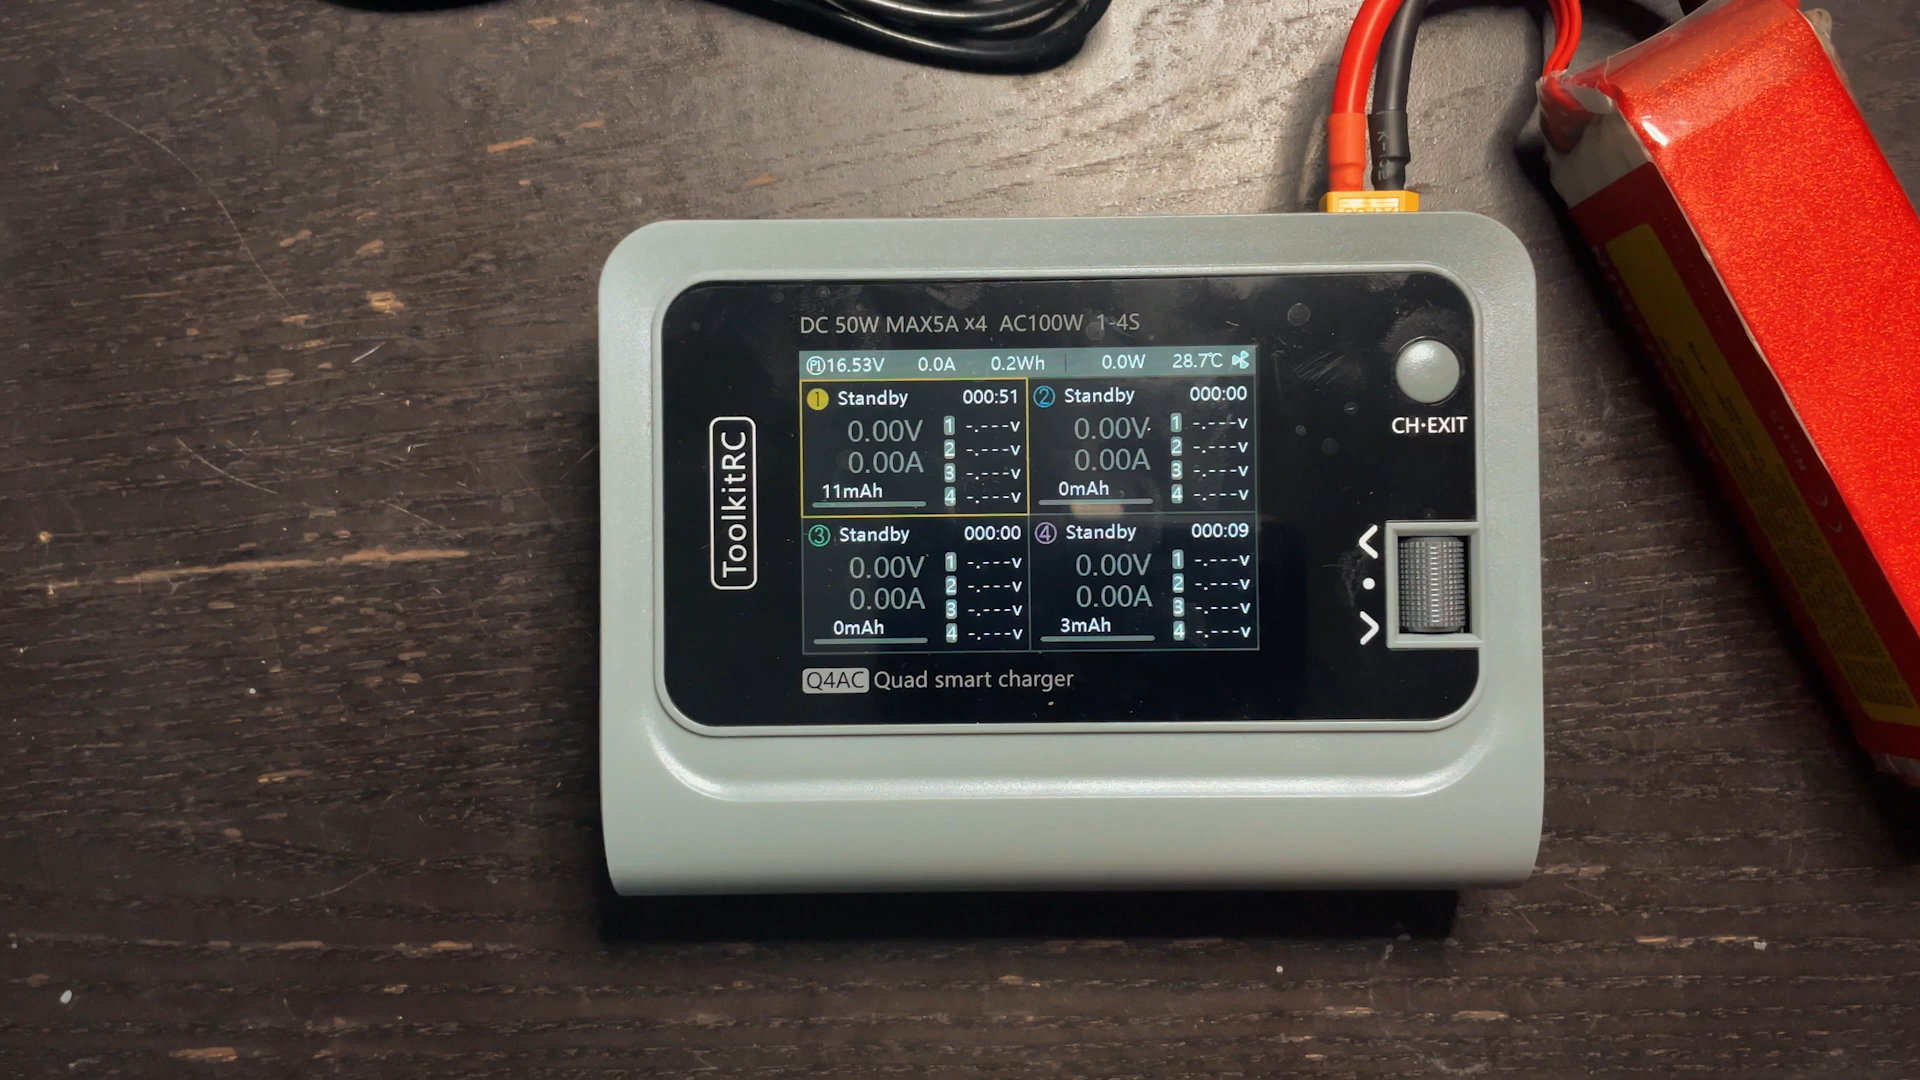 DC 50W MAX5A x4 AC100W 1-4S
P1 16.53V 0.0A 0.2Wh 0.0W 28.7℃
1 Standby 000:51
0.00V 1 -.---v
2 -.---v
0.00A 3 -.---v
11mAh 4 -.---v
2 Standby 000:00
0.00V 1 -.---v
2 -.---v
0.00A 3 -.---v
0mAh 4 -.---v
3 Standby 000:00
0.00V 1 -.---v
2 -.---v
0.00A 3 -.---v
0mAh 4 -.---v
4 Standby 000:09
0.00V 1 -.---v
2 -.---v
0.00A 3 -.---v
3mAh 4 -.---v
ToolkitRC
CH•EXIT
Q4AC Quad smart charger